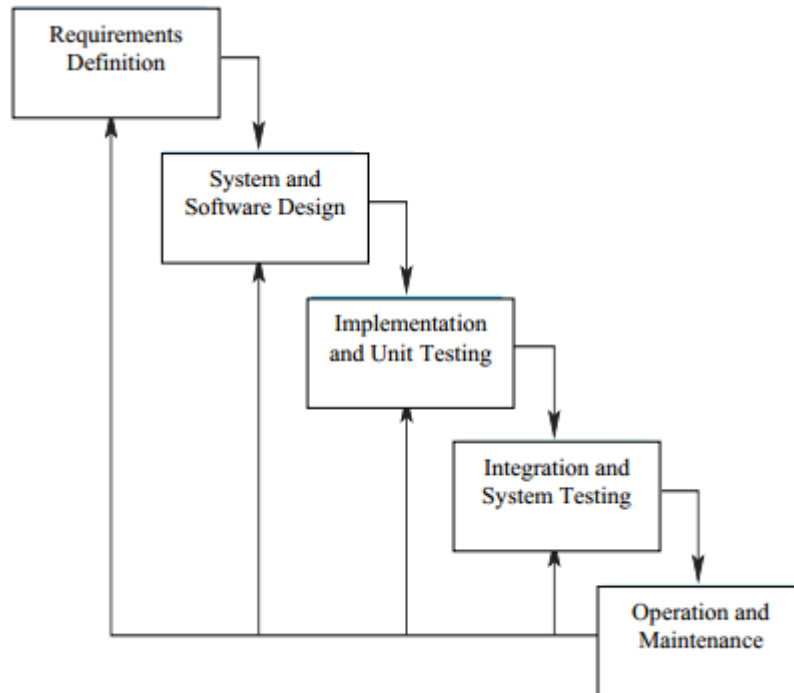 Requirements
Definition
System and
Software Design
Implementation
and Unit Testing
Integration and
System Testing
Operation and
Maintenance